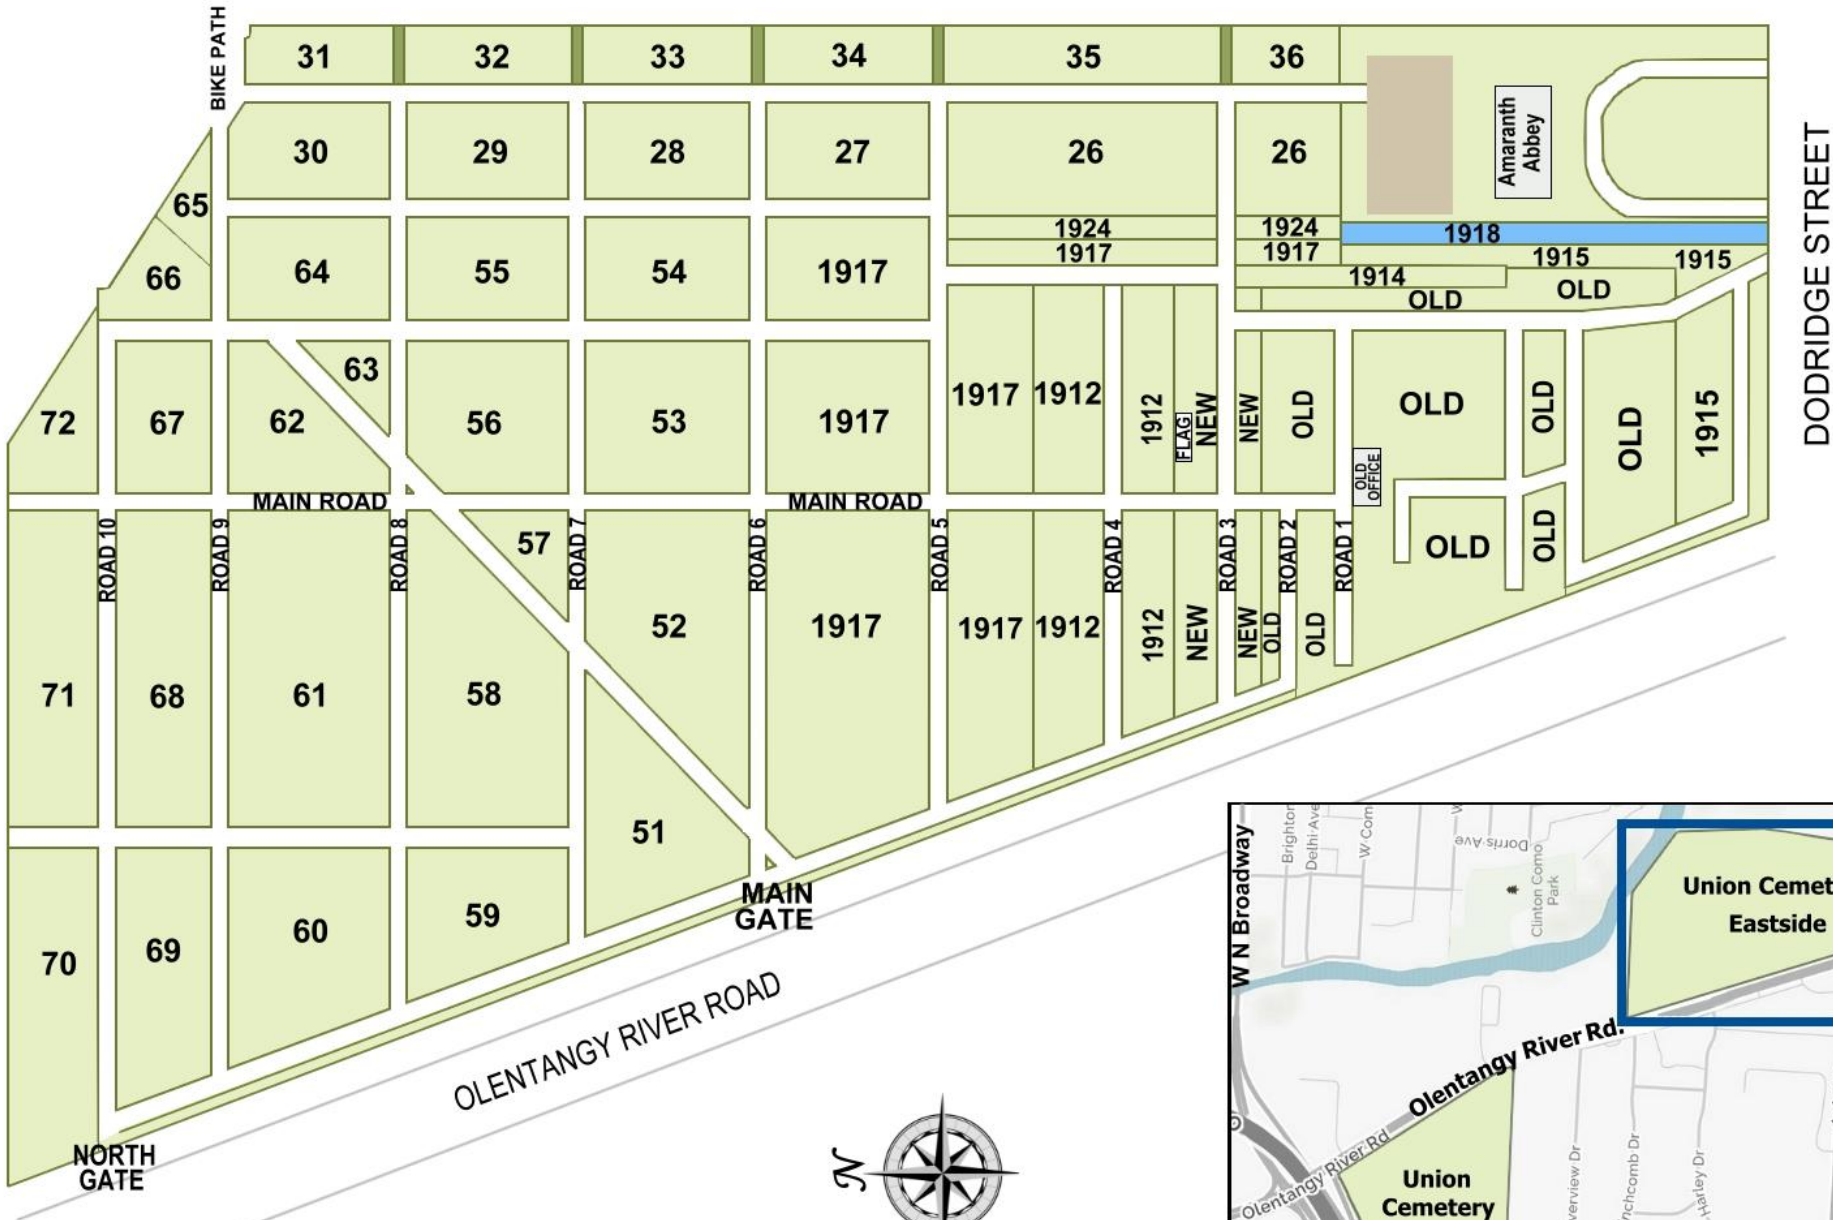 BIKE PATH
31 32 33 34 35 36
30 29 28 27 26 26
Amaranth
Abbey
DODRIDGE STREET
65
1924 1924
1917 1917
1918
1915 1915
1914
OLD OLD
66 64 55 54 1917
63
72 67 62 56 53 1917 1917 1912 1912 FLAG NEW NEW OLD OLD OLD OLD 1915
OLD
OFFICE
MAIN ROAD MAIN ROAD
ROAD 10 ROAD 9 ROAD 8 ROAD 7 ROAD 6 ROAD 5 ROAD 4 ROAD 3 ROAD 2 ROAD 1
57 OLD OLD
52 1917 1917 1912 1912 NEW NEW OLD OLD
71 68 61 58
51
70 69 60 59
MAIN
GATE
OLENTANGY RIVER ROAD
NORTH
GATE
N
W N Broadway
Brighton
Delhi Ave
W Com
W
Dorris Ave
Clinton Como
Park
Union Cemet
Eastside
Olentangy River Rd.
Olentangy River Rd
Union
Cemetery
verview Dr
nchcomb Dr
Harley Dr